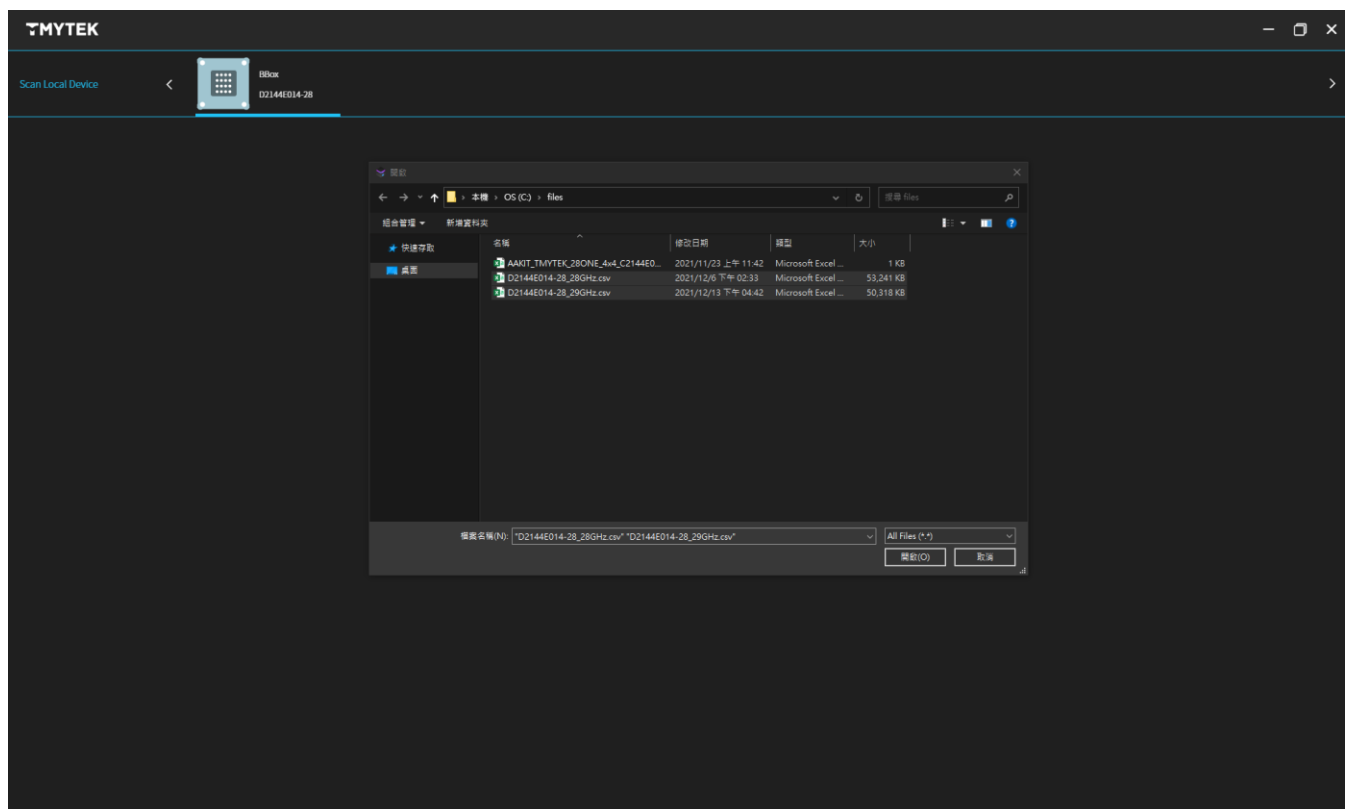 TMYTEK
Scan Local Device
BBox
D2144E014-28
開啟
本機 › OS (C:) › files
搜尋 files
組合管理
新增資料夾
快速存取
桌面
名稱 修改日期 類型 大小
AAKIT_TMYTEK_28ONE_4x4_C2144E0... 2021/11/23 上午 11:42 Microsoft Excel ... 1 KB
D2144E014-28_28GHz.csv 2021/12/6 下午 02:33 Microsoft Excel ... 53,241 KB
D2144E014-28_29GHz.csv 2021/12/13 下午 04:42 Microsoft Excel ... 50,318 KB
檔案名稱(N): "D2144E014-28_28GHz.csv" "D2144E014-28_29GHz.csv" All Files (*.*)
開啟(O) 取消